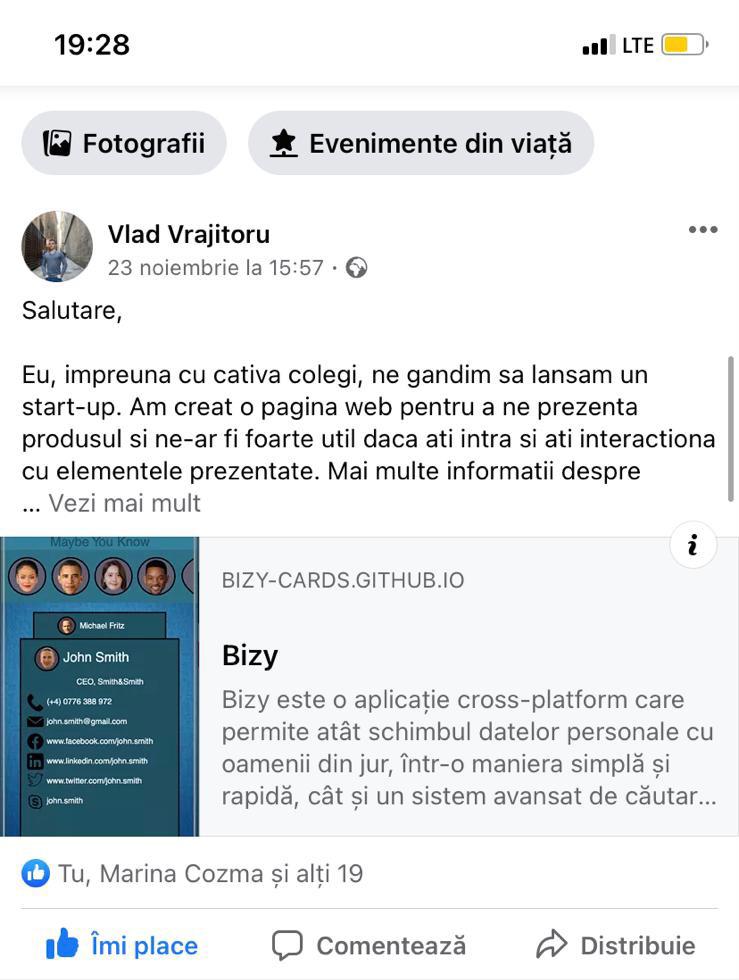 19:28
LTE
Fotografii
Evenimente din viață
Vlad Vrajitoru
23 noiembrie la 15:57 ·
Salutare,
Eu, impreuna cu cativa colegi, ne gandim sa lansam un
start-up. Am creat o pagina web pentru a ne prezenta
produsul si ne-ar fi foarte util daca ati intra si ati interactiona
cu elementele prezentate. Mai multe informatii despre
... Vezi mai mult
Maybe You Know
Michael Fritz
John Smith
CEO, Smith&Smith
(+4) 0776 388 972
john.smith@gmail.com
www.facebook.com/john.smith
www.linkedin.com/john.smith
www.twitter.com/john.smith
john.smith
BIZY-CARDS.GITHUB.IO
Bizy
Bizy este o aplicație cross-platform care
permite atât schimbul datelor personale cu
oamenii din jur, într-o maniera simplă și
rapidă, cât și un sistem avansat de căutar...
Tu, Marina Cozma și alți 19
Îmi place
Comentează
Distribuie